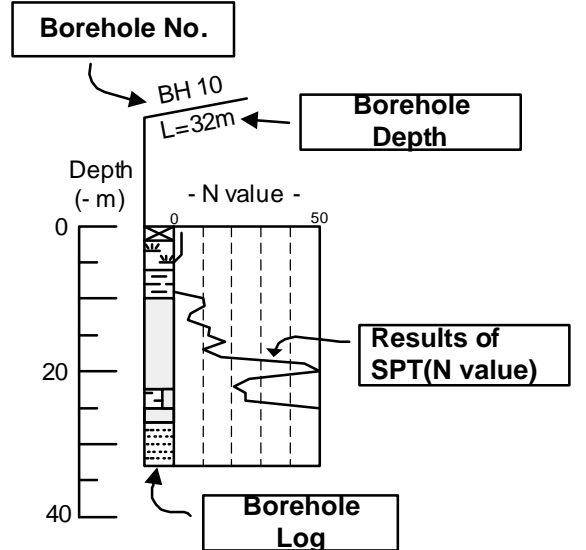 Borehole No.
BH 10
L=32m
Borehole
Depth
Depth
(- m)
- N value -
0
50
0
20
40
Results of
SPT(N value)
Borehole
Log